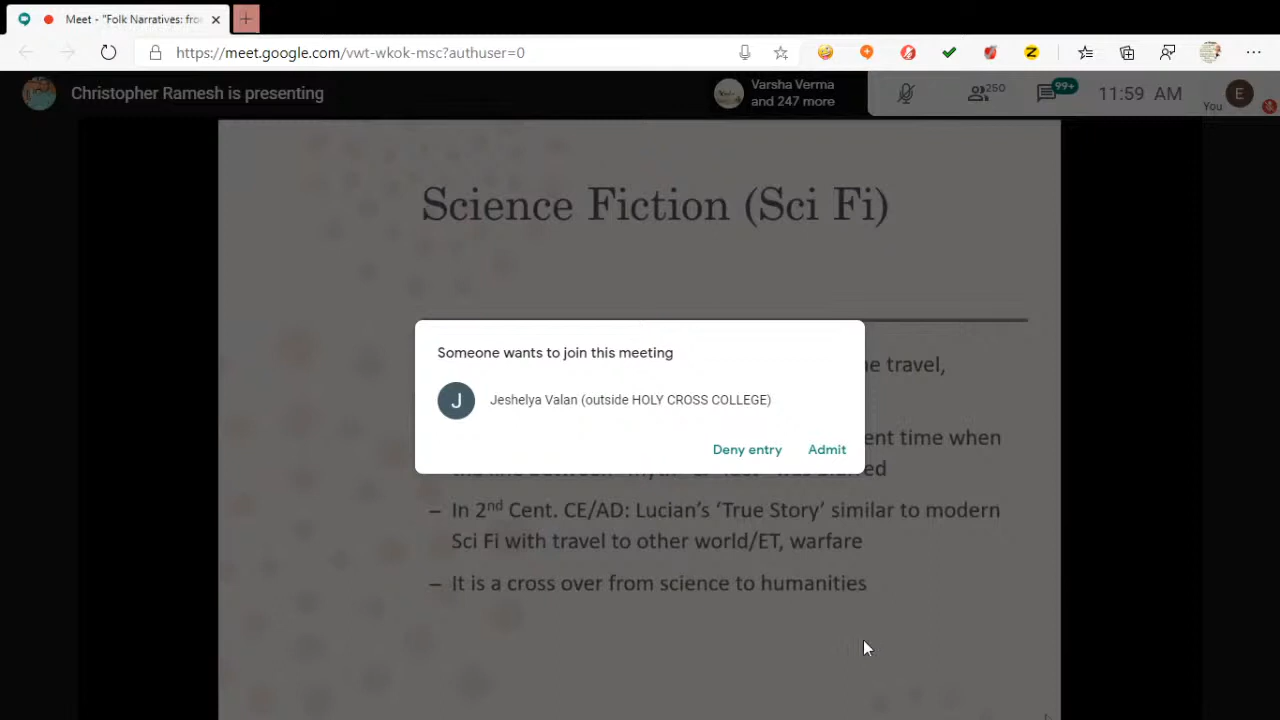 Meet - "Folk Narratives: fro
https://meet.google.com/vwt-wkok-msc?authuser=0
Christopher Ramesh is presenting
Varsha Verma
and 247 more
250
99+
11:59 AM
You
E
Science Fiction (Sci Fi)
Someone wants to join this meeting
e travel,
J
Jeshelya Valan (outside HOLY CROSS COLLEGE)
ent time when
Deny entry
Admit
– In 2nd Cent. CE/AD: Lucian's 'True Story' similar to modern
Sci Fi with travel to other world/ET, warfare
– It is a cross over from science to humanities